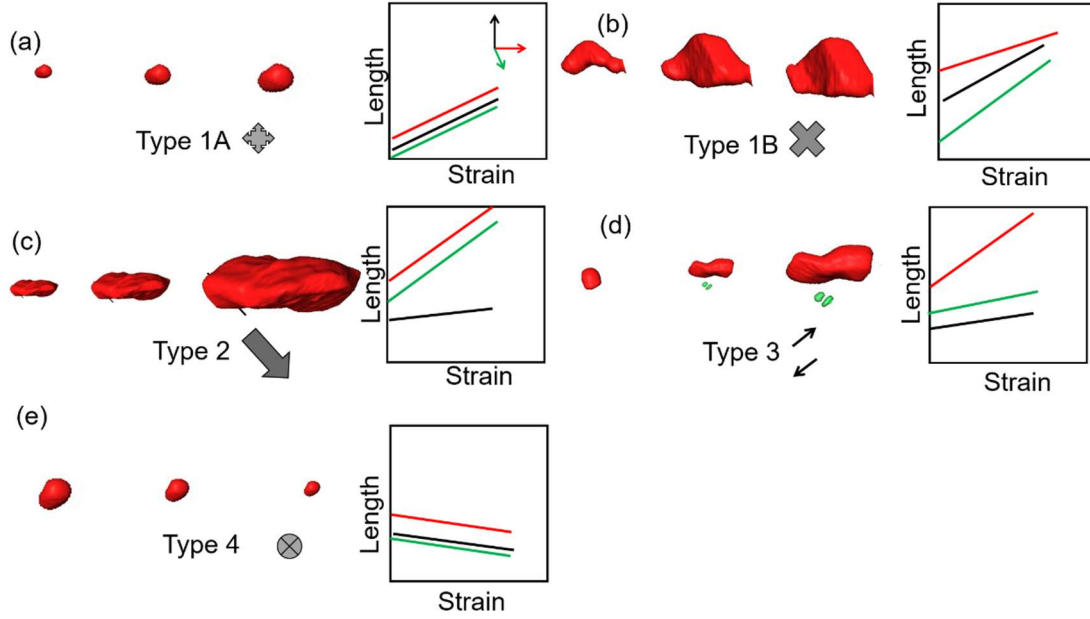 (a)
Length
Strain
Type 1A
(b)
Length
Strain
Type 1B
(c)
Length
Strain
Type 2
(d)
Length
Strain
Type 3
(e)
Length
Strain
Type 4